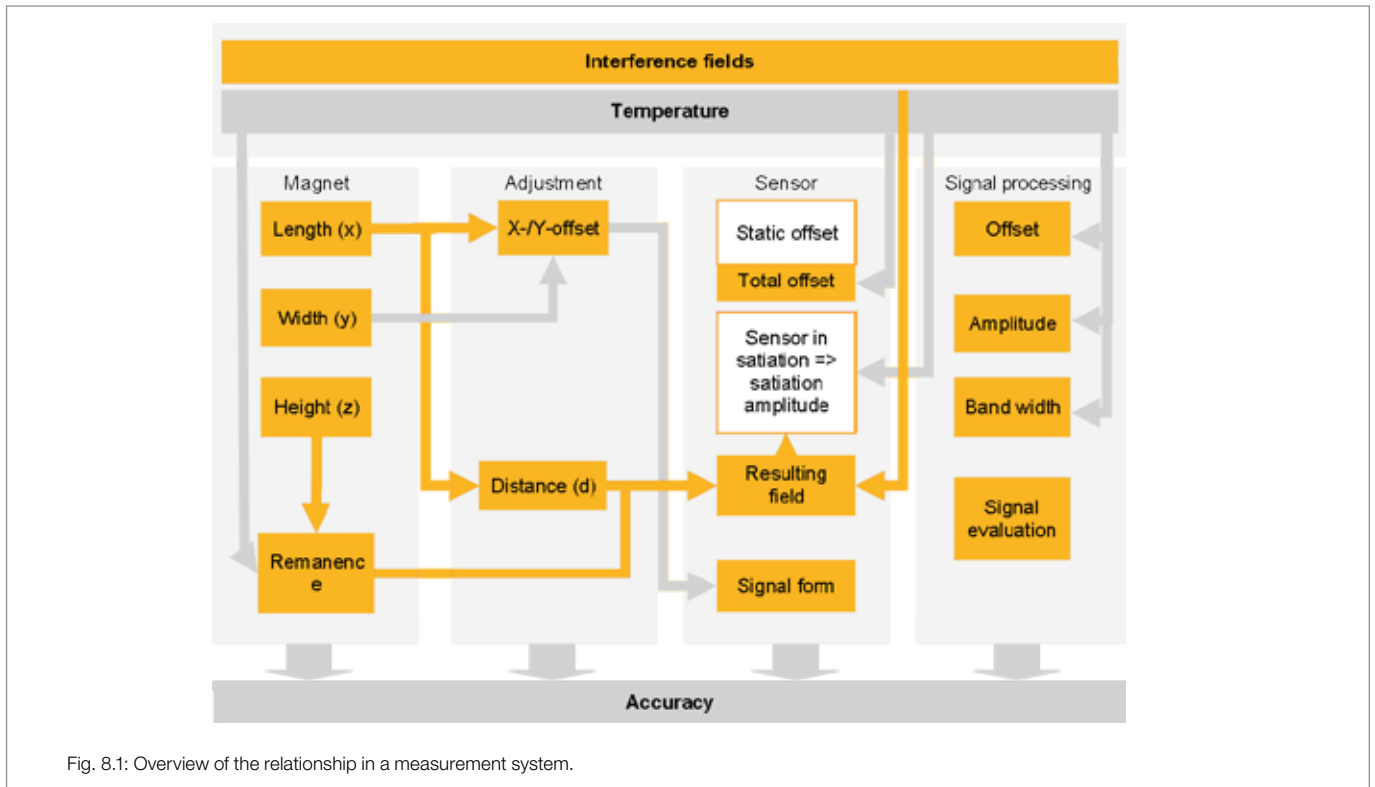 Interference fields
Temperature
Magnet
Length (x)
Width (y)
Height (z)
Remanenc
e
Adjustment
X-/Y-offset
Distance (d)
Sensor
Static offset
Total offset
Sensor in
satiation =>
satiation
amplitude
Resulting
field
Signal form
Signal processing
Offset
Amplitude
Band width
Signal
evaluation
Accuracy
Fig. 8.1: Overview of the relationship in a measurement system.